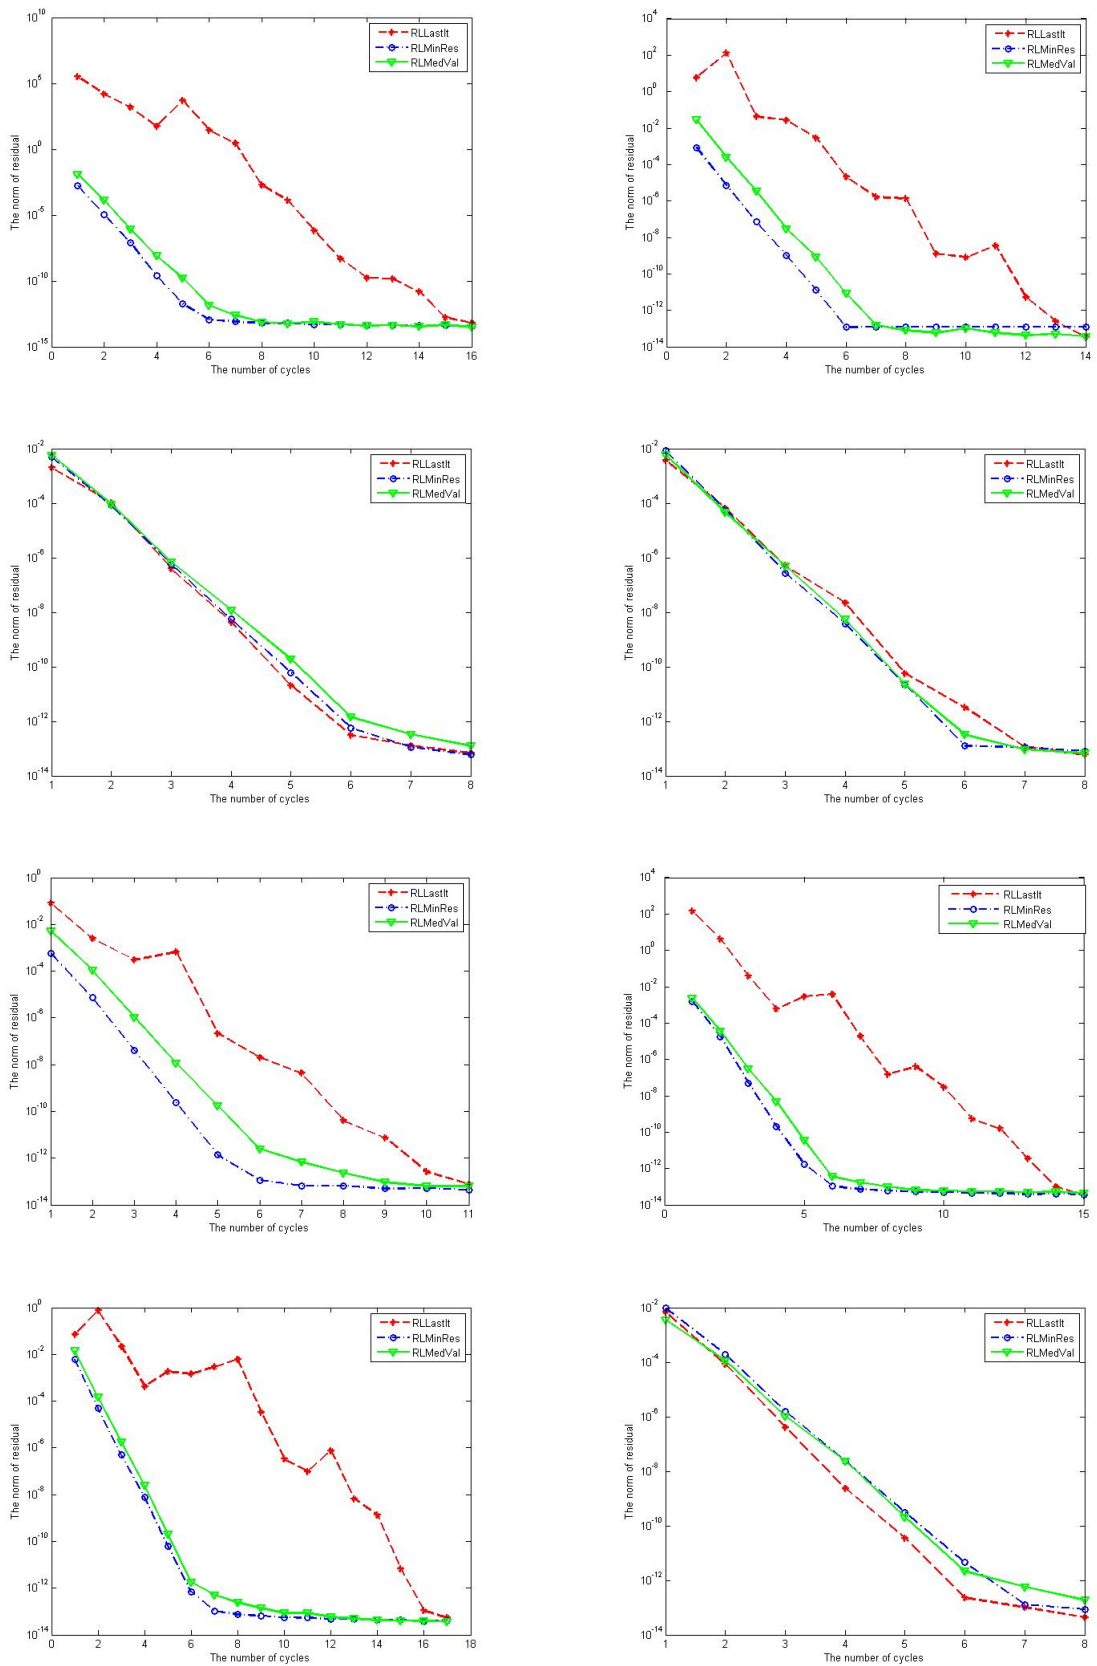 10^10
10^5
10^0
10^-5
10^-10
10^-15
The norm of residual
RLLastIt
RLMinRes
RLMedVal
0 2 4 6 8 10 12 14 16
The number of cycles
10^4
10^2
10^0
10^-2
10^-4
10^-6
10^-8
10^-10
10^-12
10^-14
The norm of residual
RLLastIt
RLMinRes
RLMedVal
0 2 4 6 8 10 12 14
The number of cycles
10^-2
10^-4
10^-6
10^-8
10^-10
10^-12
10^-14
The norm of residual
RLLastIt
RLMinRes
RLMedVal
1 2 3 4 5 6 7 8
The number of cycles
10^-2
10^-4
10^-6
10^-8
10^-10
10^-12
10^-14
The norm of residual
RLLastIt
RLMinRes
RLMedVal
1 2 3 4 5 6 7 8
The number of cycles
10^0
10^-2
10^-4
10^-6
10^-8
10^-10
10^-12
10^-14
The norm of residual
RLLastIt
RLMinRes
RLMedVal
1 2 3 4 5 6 7 8 9 10 11
The number of cycles
10^4
10^2
10^0
10^-2
10^-4
10^-6
10^-8
10^-10
10^-12
10^-14
The norm of residual
RLLastIt
RLMinRes
RLMedVal
0 5 10 15
The number of cycles
10^0
10^-2
10^-4
10^-6
10^-8
10^-10
10^-12
10^-14
The norm of residual
RLLastIt
RLMinRes
RLMedVal
0 2 4 6 8 10 12 14 16 18
The number of cycles
10^-2
10^-4
10^-6
10^-8
10^-10
10^-12
10^-14
The norm of residual
RLLastIt
RLMinRes
RLMedVal
1 2 3 4 5 6 7 8
The number of cycles